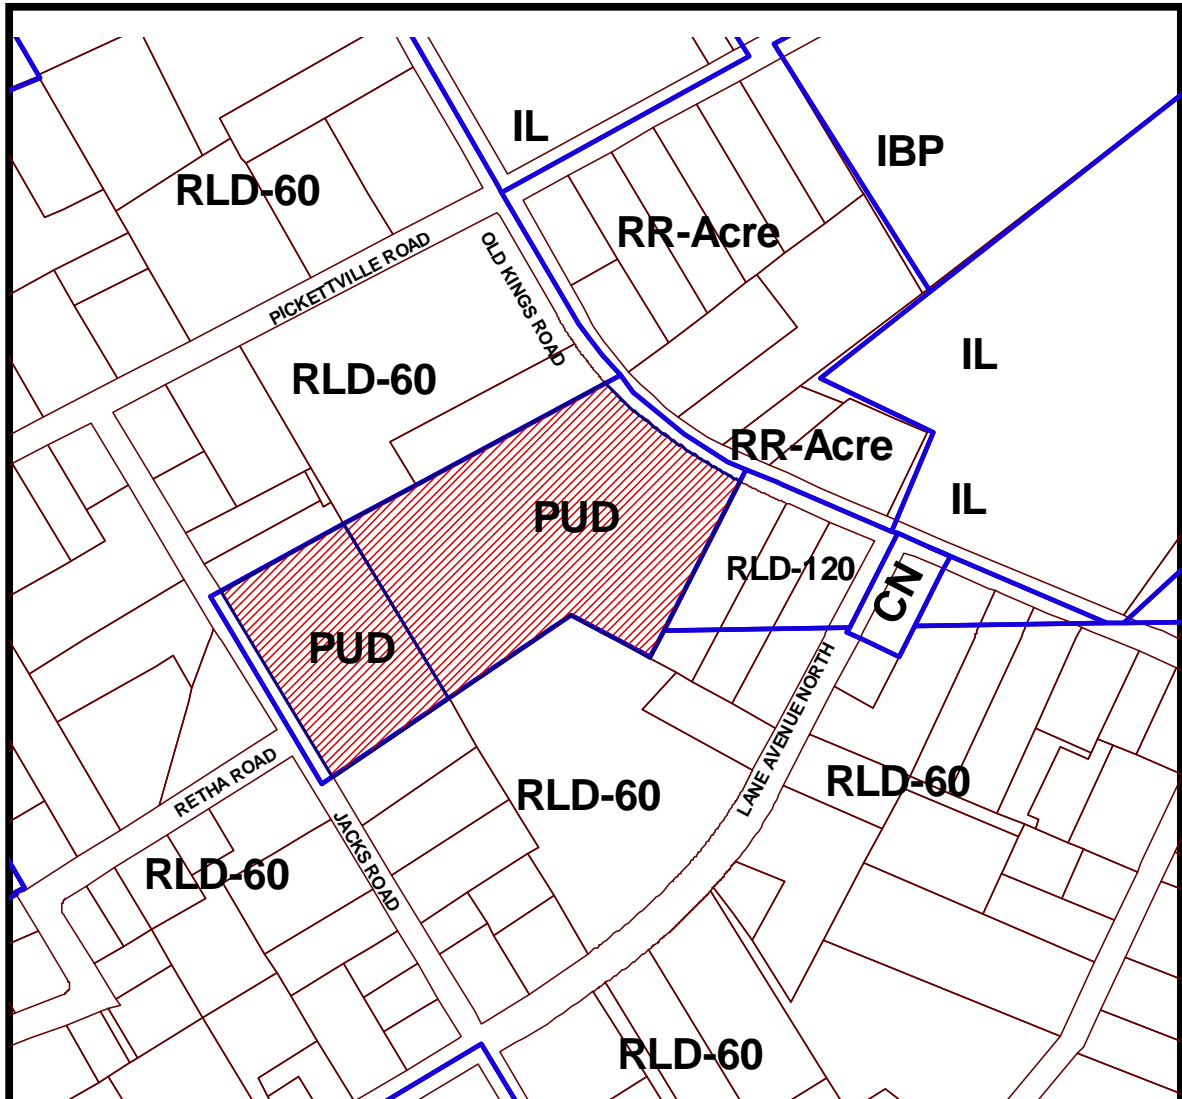 IL
IBP
RLD-60
RR-Acre
PICKETTVILLE ROAD
OLD KINGS ROAD
IL
RLD-60
RR-Acre
IL
PUD
RLD-120
CN
PUD
LANE AVENUE NORTH
RETHA ROAD
RLD-60
RLD-60
JACKS ROAD
RLD-60
RLD-60